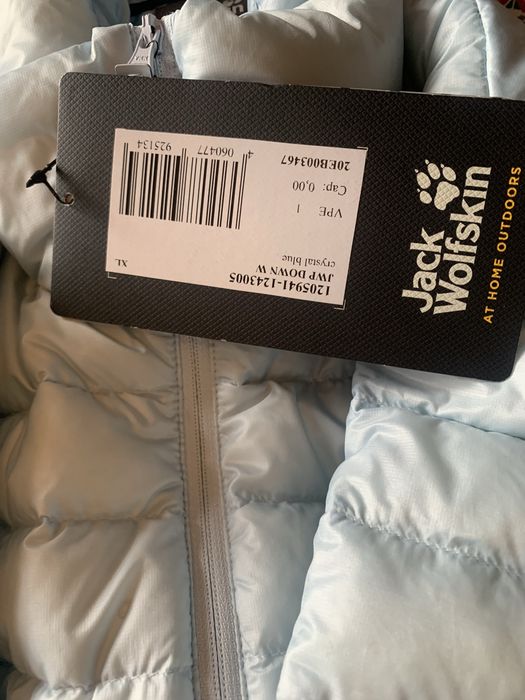 Jack
Wolfskin
AT HOME OUTDOORS
1205941-1243005
JWP DOWN W
crystal blue
XL
VPE 1
Cap: 0,00
20EB003467
4 060477 925134